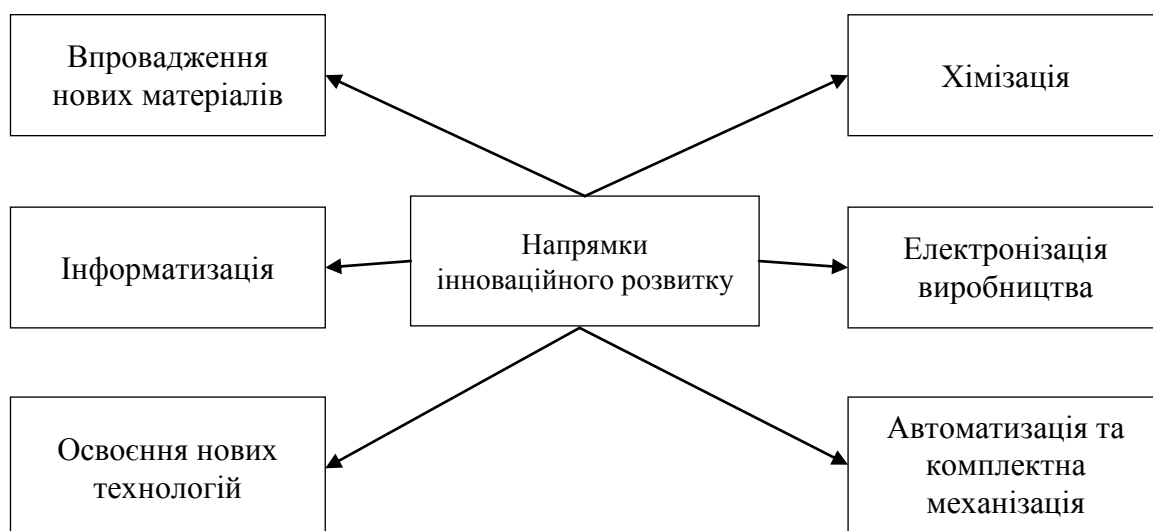 Впровадження
нових матеріалів
Хімізація
Інформатизація
Напрямки
інноваційного розвитку
Електронізація
виробництва
Освоєння нових
технологій
Автоматизація та
комплектна
механізація